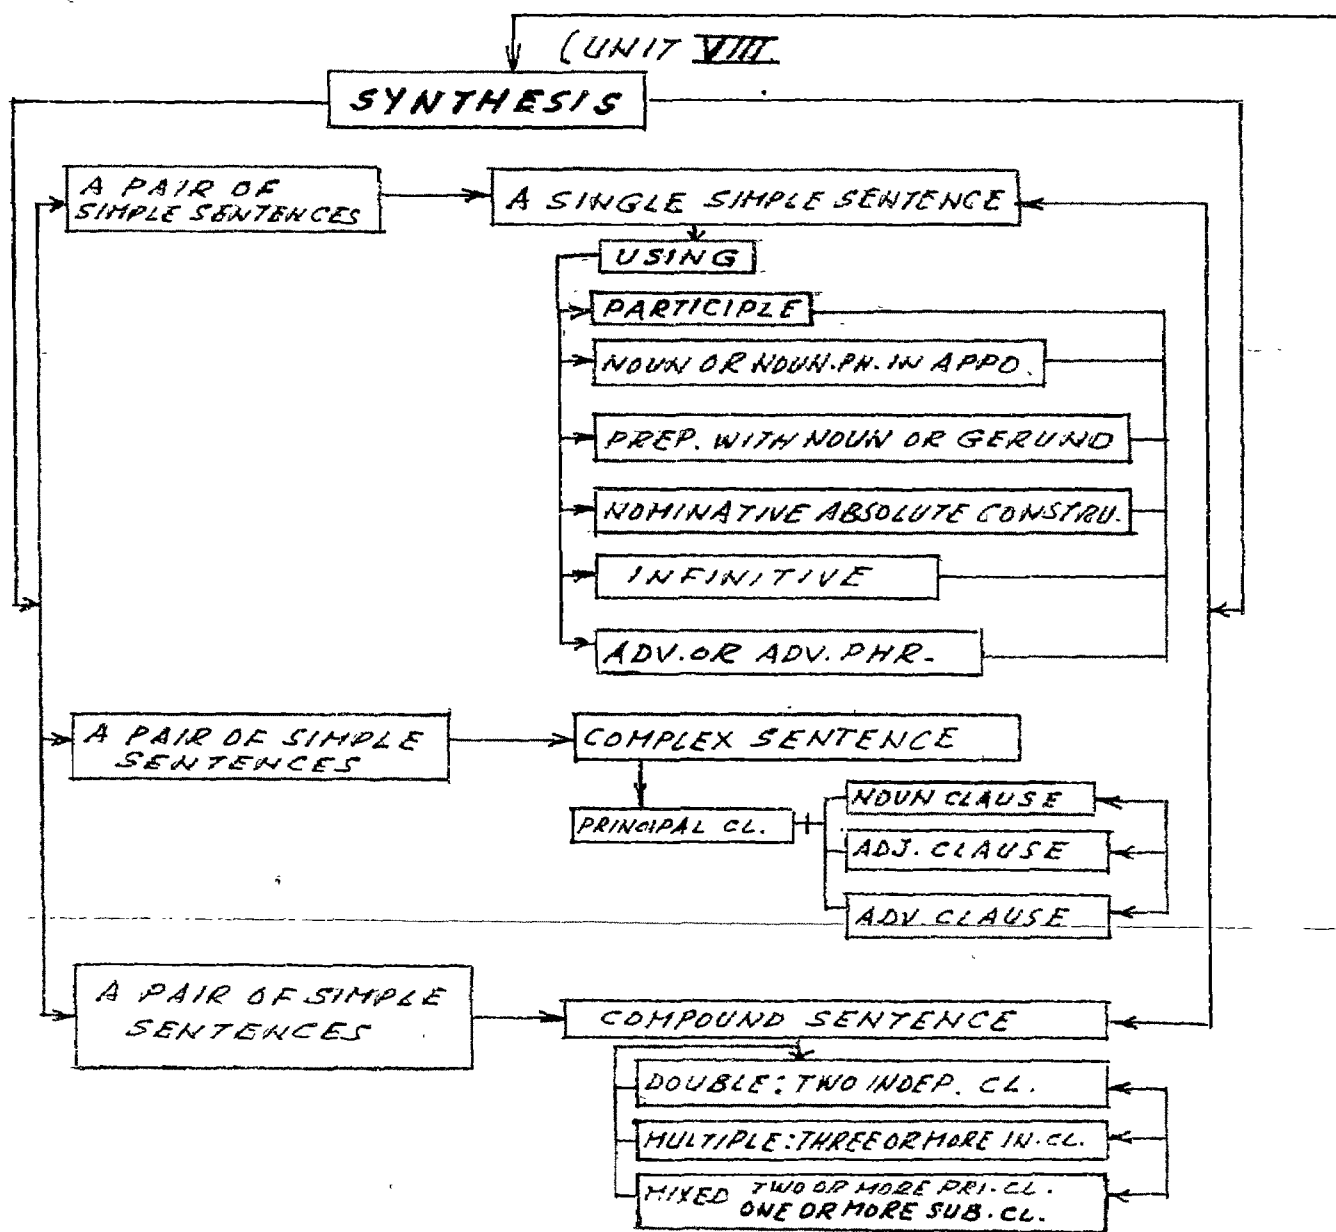 (UNIT VIII.
SYNTHESIS
A PAIR OF
SIMPLE SENTENCES
A SINGLE SIMPLE SENTENCE
USING
PARTICIPLE
NOUN OR NOUN.PH. IN APPO.
PREP. WITH NOUN OR GERUND
NOMINATIVE ABSOLUTE CONSTRU.
INFINITIVE
ADV. OR ADV. PHR.
A PAIR OF SIMPLE
SENTENCES
COMPLEX SENTENCE
PRINCIPAL CL.
NOUN CLAUSE
ADJ. CLAUSE
ADV. CLAUSE
A PAIR OF SIMPLE
SENTENCES
COMPOUND SENTENCE
DOUBLE: TWO INDEP. CL.
MULTIPLE: THREE OR MORE IN. CL.
MIXED TWO OR MORE PRI. CL.
ONE OR MORE SUB. CL.